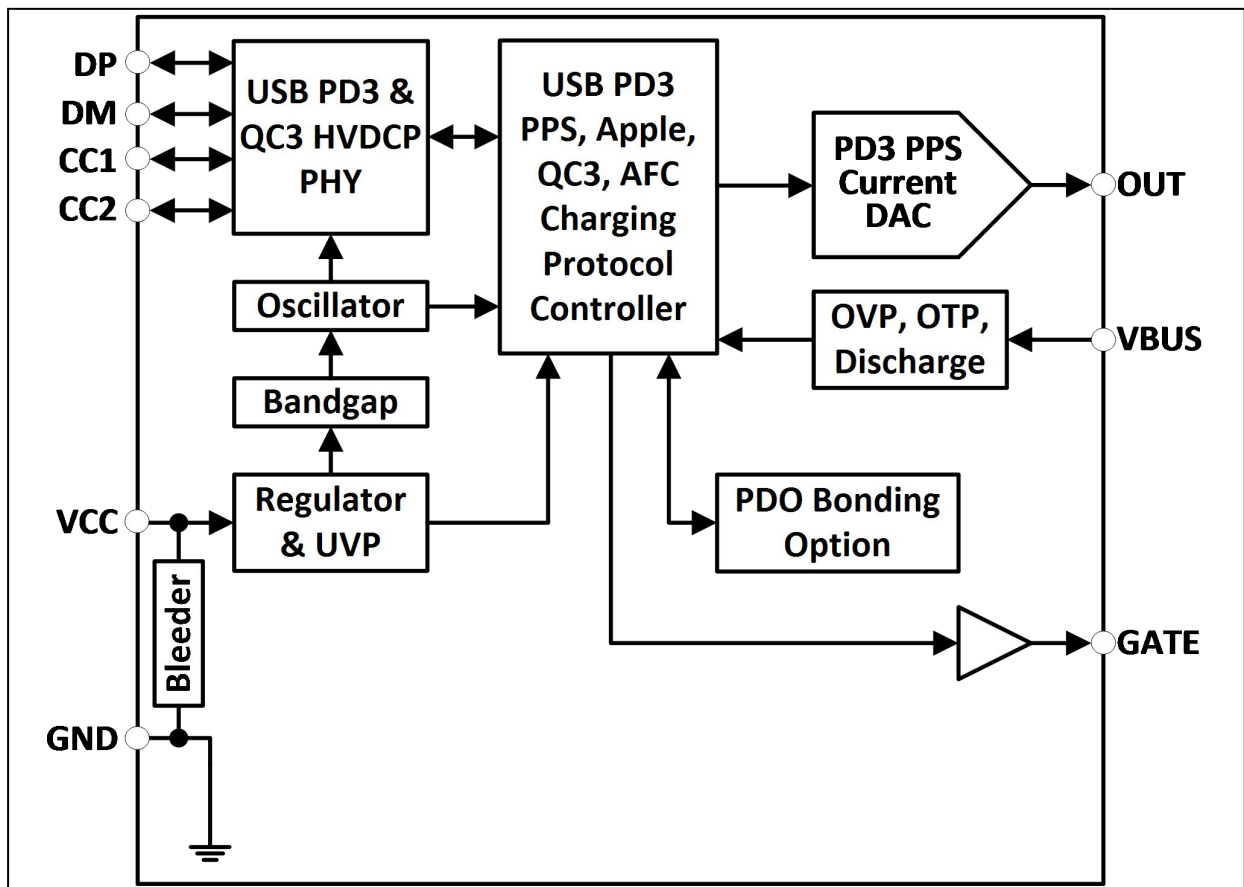 DP
DM
CC1
CC2
USB PD3 &
QC3 HVDCP
PHY
USB PD3
PPS, Apple,
QC3, AFC
Charging
Protocol
Controller
PD3 PPS
Current
DAC
OUT
Oscillator
OVP, OTP,
Discharge
VBUS
Bandgap
VCC
Regulator
& UVP
PDO Bonding
Option
Bleeder
GATE
GND